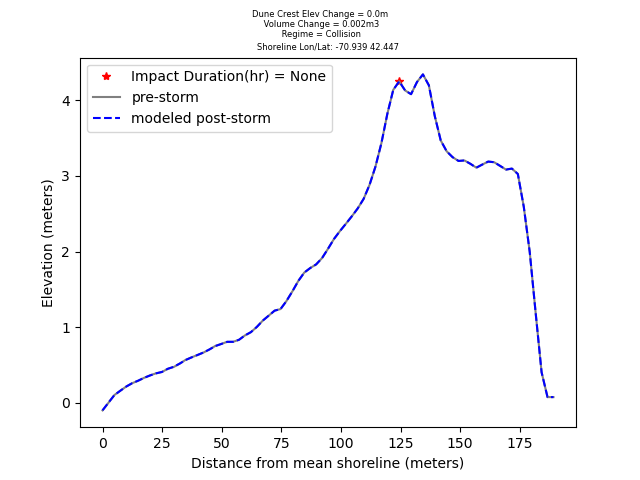 Dune Crest Elev Change = 0.0m
Volume Change = 0.002m3
Regime = Collision
Shoreline Lon/Lat: -70.939 42.447
Impact Duration(hr) = None
pre-storm
modeled post-storm
Elevation (meters)
4
3
2
1
0
0 25 50 75 100 125 150 175
Distance from mean shoreline (meters)